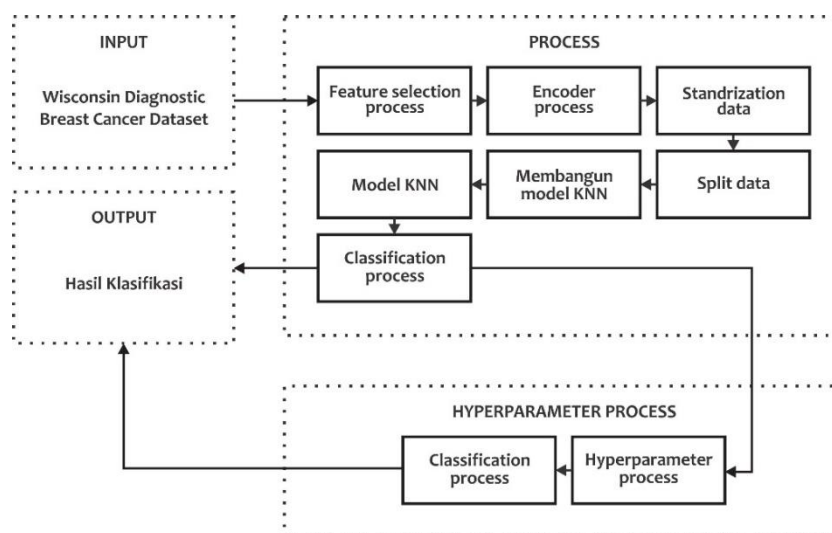 INPUT
Wisconsin Diagnostic
Breast Cancer Dataset
PROCESS
Feature selection
process
Encoder
process
Standrization
data
Model KNN
Membangun
model KNN
Split data
Classification
process
OUTPUT
Hasil Klasifikasi
HYPERPARAMETER PROCESS
Classification
process
Hyperparameter
process